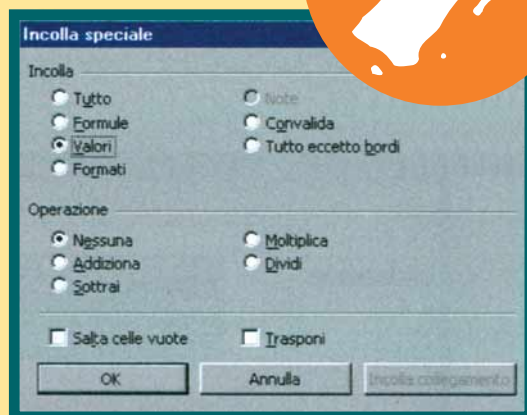 Incolla speciale
Incolla
Tutto
Note
Formule
Convalida
Valori
Tutto eccetto bordi
Formati
Operazione
Nessuna
Moltiplica
Addiziona
Dividi
Sottrai
Salta celle vuote
Trasponi
OK
Annulla
Incolla collegamento